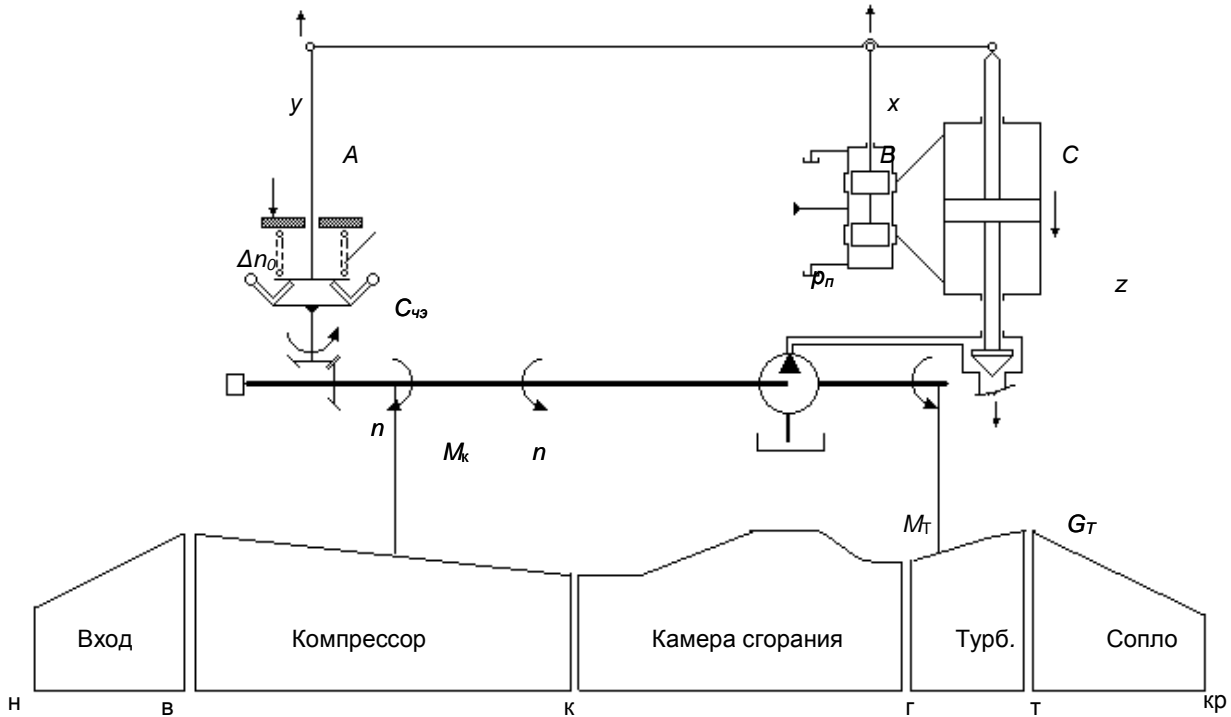 y
x
A
B
C
Δn₀
pп
z
Cчэ
n
Mк
n
MТ
GТ
Вход
Компрессор
Камера сгорания
Турб.
Сопло
н
в
к
г
т
кр